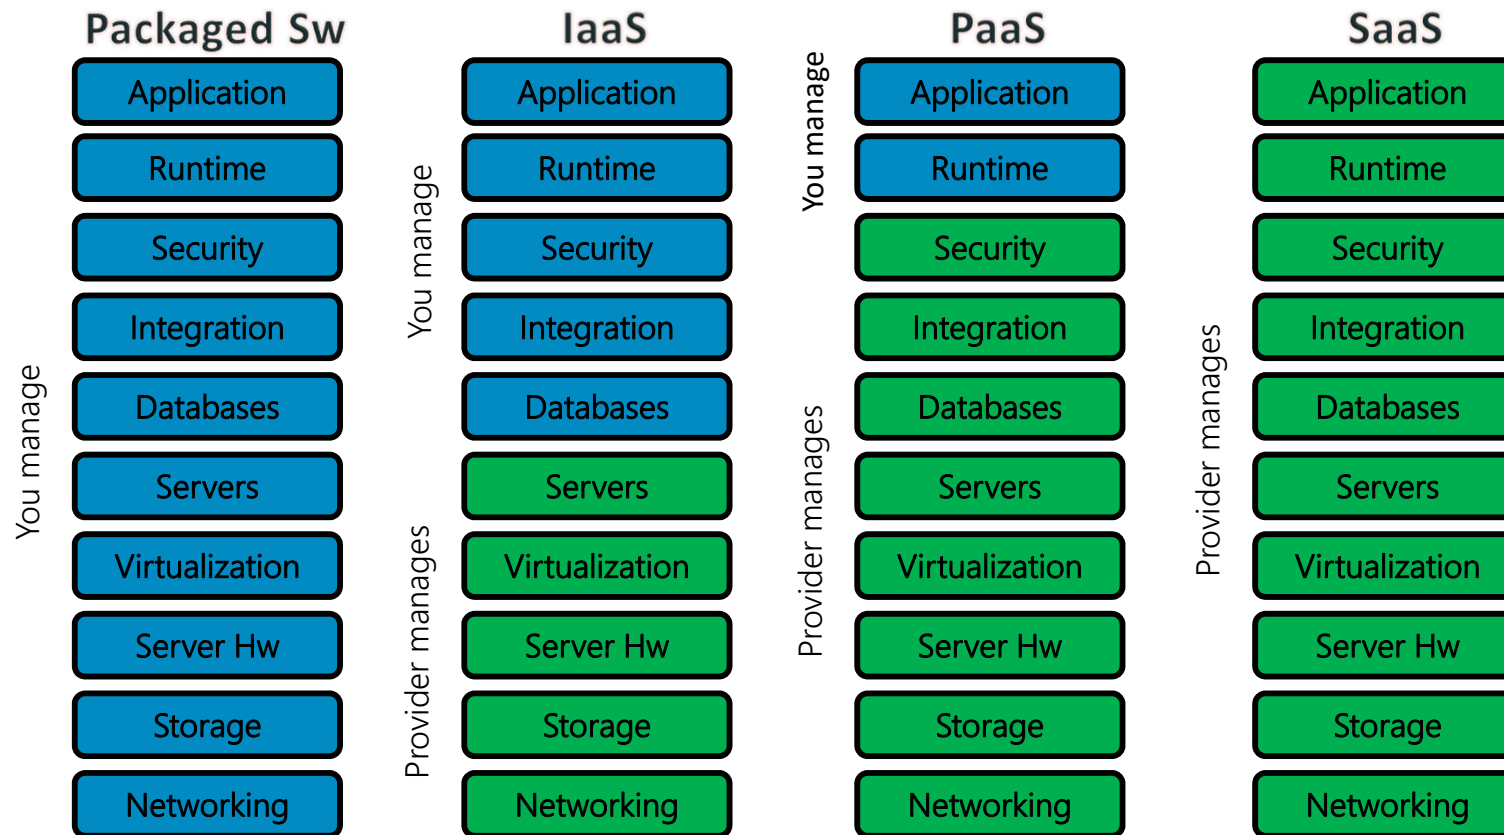 Packaged Sw
You manage
Application
Runtime
Security
Integration
Databases
Servers
Virtualization
Server Hw
Storage
Networking
IaaS
You manage
Provider manages
Application
Runtime
Security
Integration
Databases
Servers
Virtualization
Server Hw
Storage
Networking
PaaS
You manage
Provider manages
Application
Runtime
Security
Integration
Databases
Servers
Virtualization
Server Hw
Storage
Networking
SaaS
Provider manages
Application
Runtime
Security
Integration
Databases
Servers
Virtualization
Server Hw
Storage
Networking